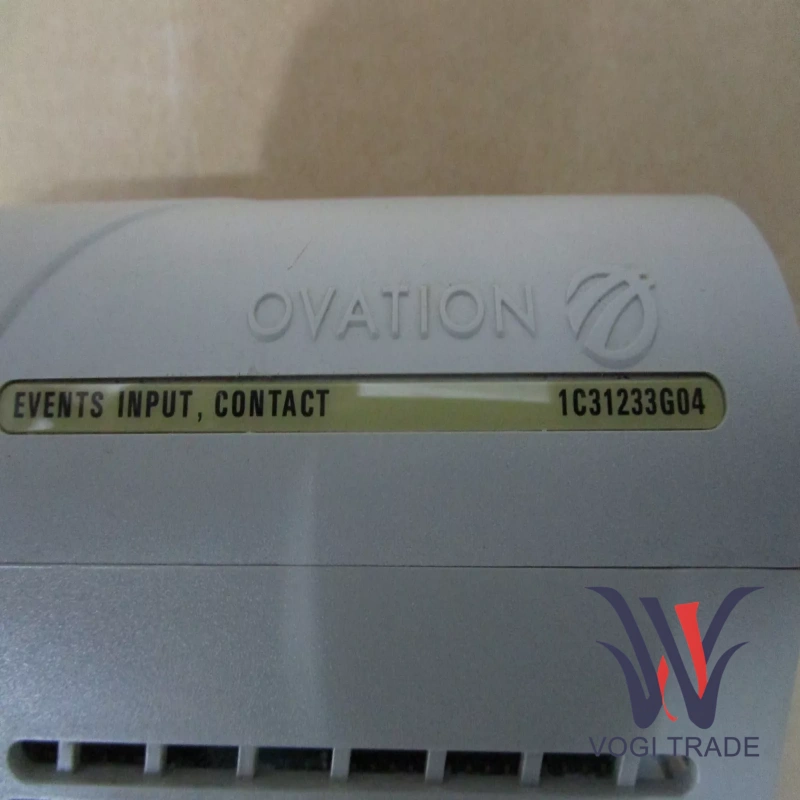 OVATION
EVENTS INPUT, CONTACT 1C31233G04
VOGI TRADE